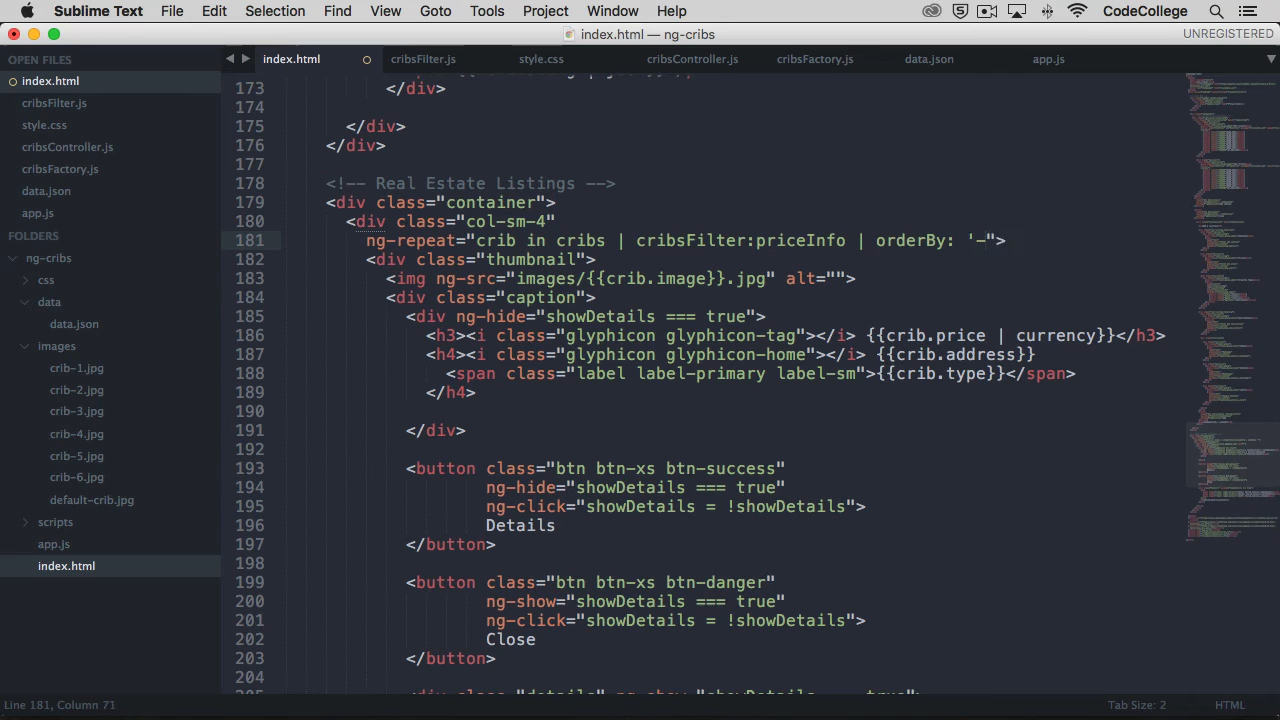 Sublime Text File Edit Selection Find View Goto Tools Project Window Help CodeCollege
index.html — ng-cribs UNREGISTERED
OPEN FILES
index.html
cribsFilter.js
style.css
cribsController.js
cribsFactory.js
data.json
app.js
FOLDERS
ng-cribs
css
data
data.json
images
crib-1.jpg
crib-2.jpg
crib-3.jpg
crib-4.jpg
crib-5.jpg
crib-6.jpg
default-crib.jpg
scripts
app.js
index.html
index.html cribsFilter.js style.css cribsController.js cribsFactory.js data.json app.js
173 </div>
174
175 </div>
176 </div>
177
178 <!-- Real Estate Listings -->
179 <div class="container">
180 <div class="col-sm-4"
181 ng-repeat="crib in cribs | cribsFilter:priceInfo | orderBy: '-">
182 <div class="thumbnail">
183 <img ng-src="images/{{crib.image}}.jpg" alt="">
184 <div class="caption">
185 <div ng-hide="showDetails === true">
186 <h3><i class="glyphicon glyphicon-tag"></i> {{crib.price | currency}}</h3>
187 <h4><i class="glyphicon glyphicon-home"></i> {{crib.address}}
188 <span class="label label-primary label-sm">{{crib.type}}</span>
189 </h4>
190
191 </div>
192
193 <button class="btn btn-xs btn-success"
194 ng-hide="showDetails === true"
195 ng-click="showDetails = !showDetails">
196 Details
197 </button>
198
199 <button class="btn btn-xs btn-danger"
200 ng-show="showDetails === true"
201 ng-click="showDetails = !showDetails">
202 Close
203 </button>
204
Line 181, Column 71 Tab Size: 2 HTML